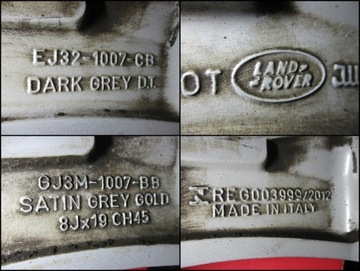 EJ32-1007-CB
DARK GREY D.T.
OT LAND-
ROVER
GJ3M-1007-BB
SATIN GREY GOLD
8Jx19 CH45
REG003999/2012
MADE IN ITALY